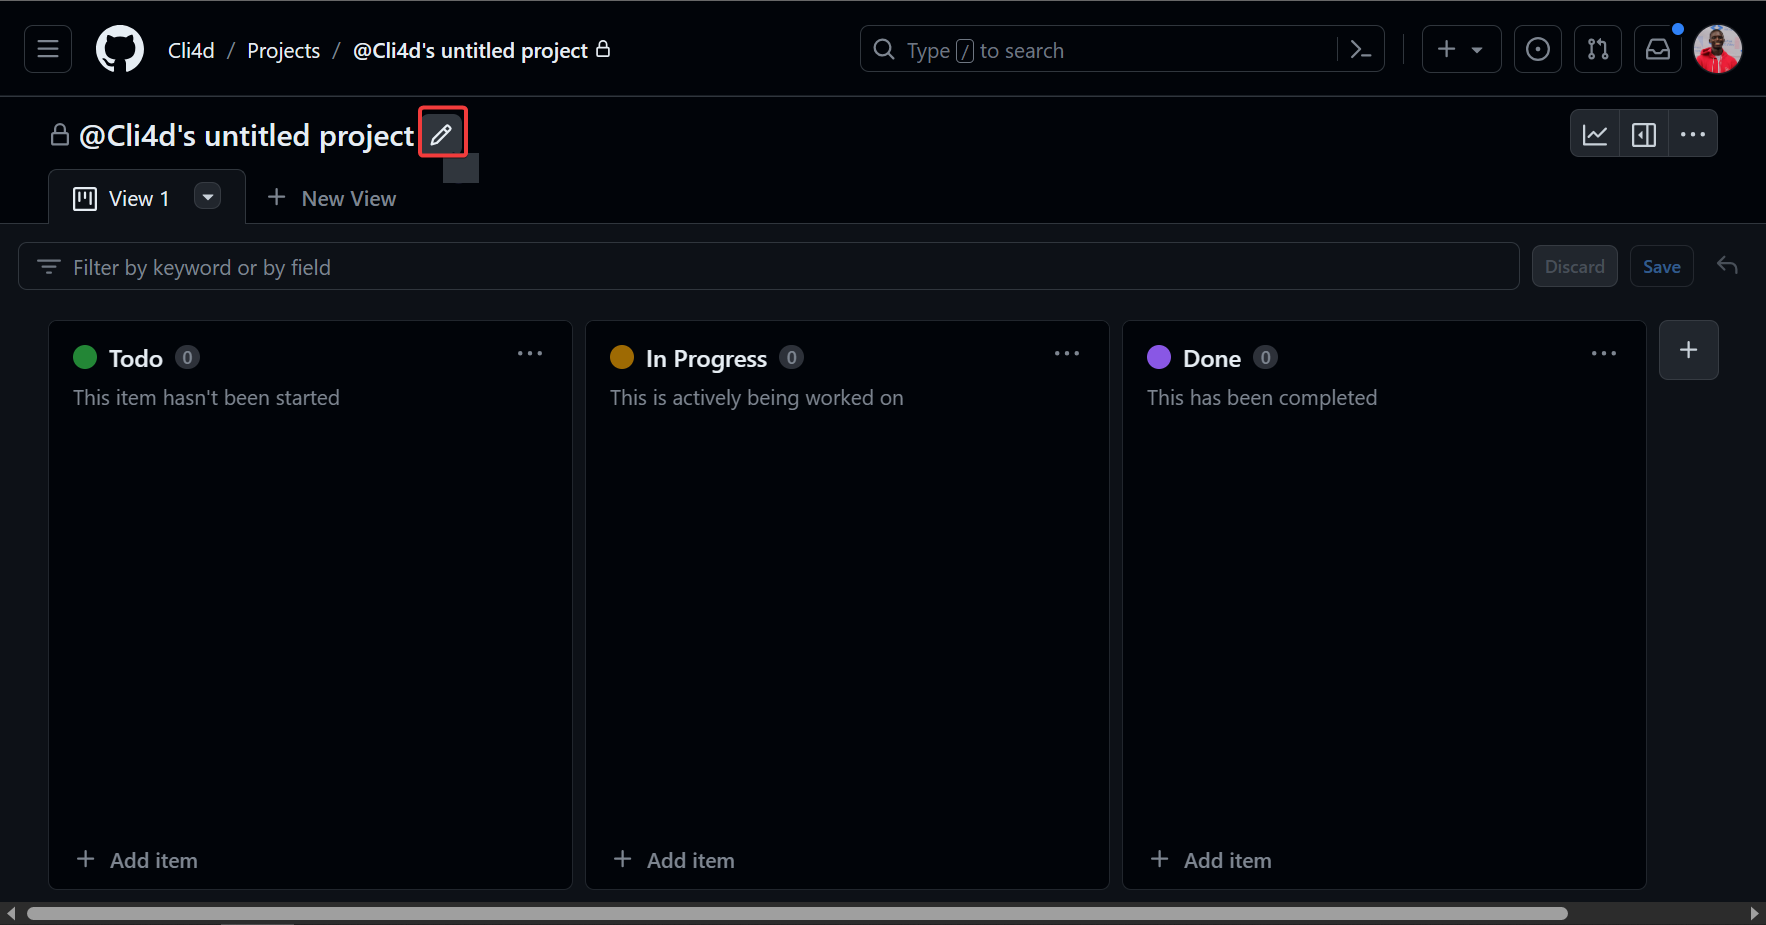 Cli4d / Projects / @Cli4d's untitled project
Type / to search
@Cli4d's untitled project
View 1
New View
Filter by keyword or by field
Discard
Save
Todo 0
This item hasn't been started
Add item
In Progress 0
This is actively being worked on
Add item
Done 0
This has been completed
Add item